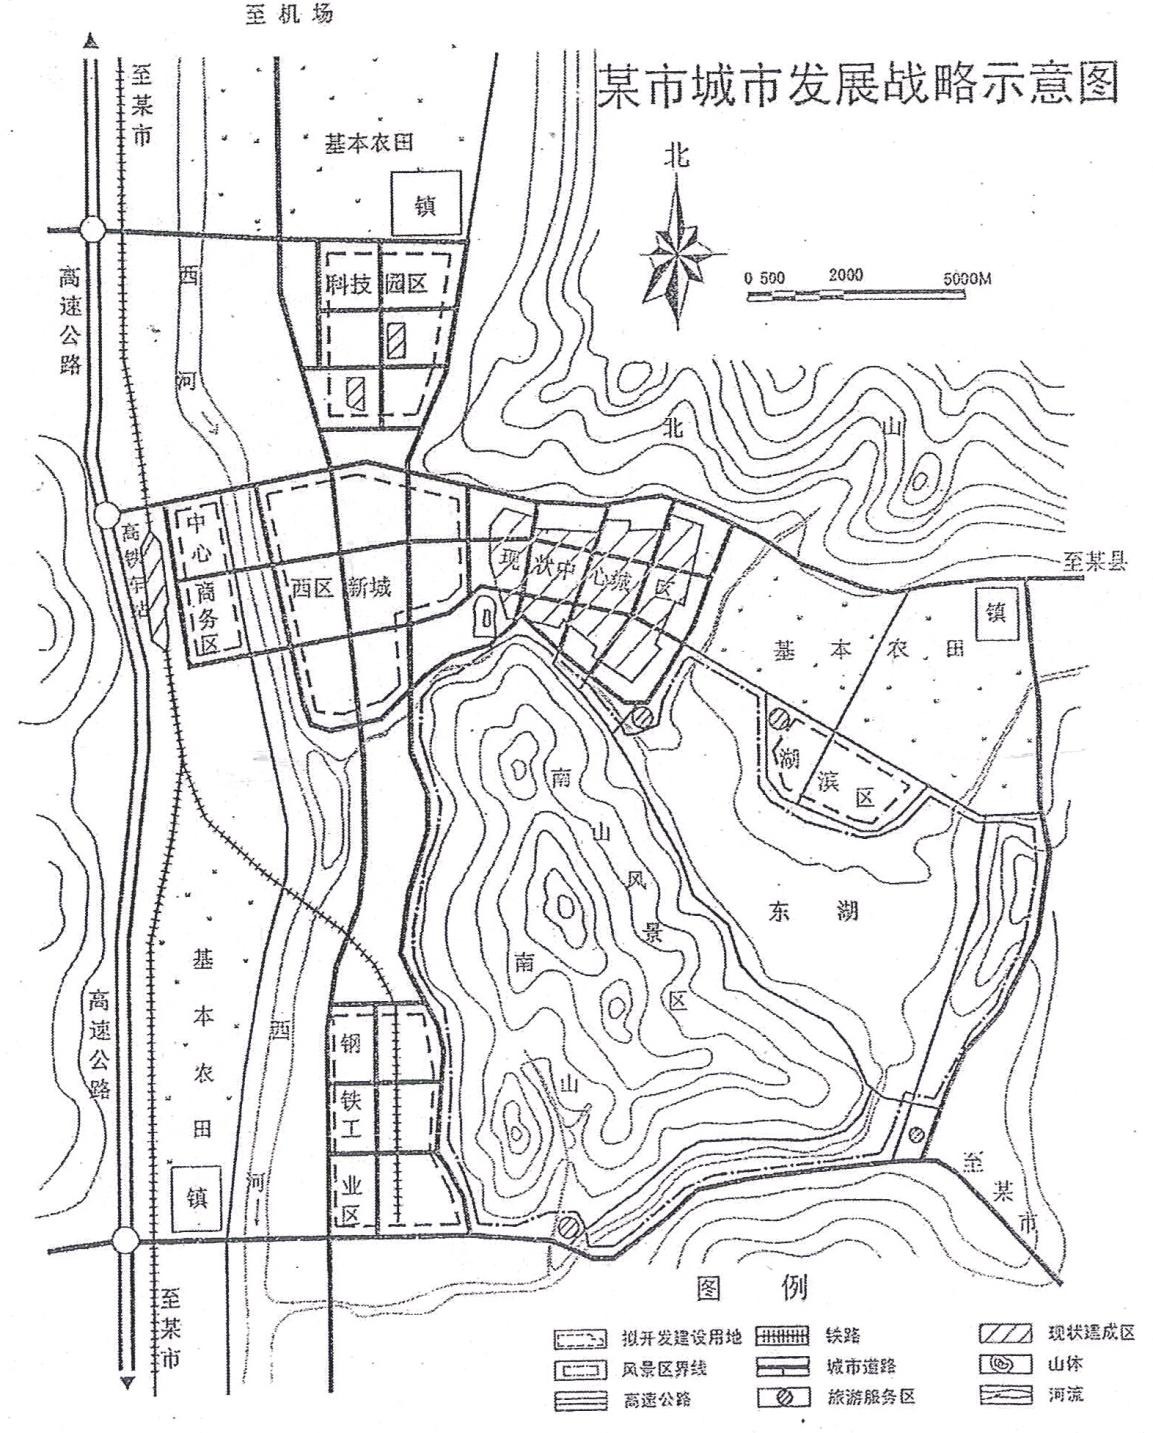 至机场
某市城市发展战略示意图
至某市
基本农田
镇
北
0 500 2000 5000M
高速公路
西河
科技园区
北山
高铁车站
中心商务区
西区新城
现状中心城区
至某县
镇
基本农田
湖滨区
南山风景区
东湖
南山
基本农田
高速公路
西河
钢铁工业区
镇
至某市
至某市
图例
拟开发建设用地
铁路
现状建成区
风景区界线
城市道路
山体
高速公路
旅游服务区
河流